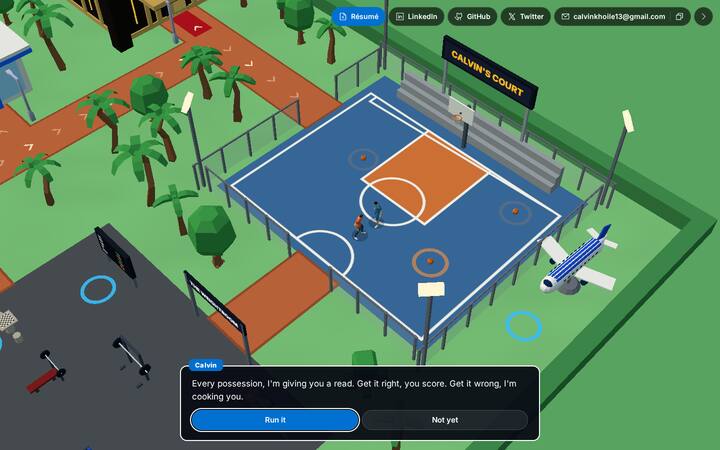 Résumé
LinkedIn
GitHub
Twitter
calvinkhoile13@gmail.com
CALVIN'S COURT
Calvin
Every possession, I'm giving you a read. Get it right, you score. Get it wrong, I'm
cooking you.
Run it
Not yet